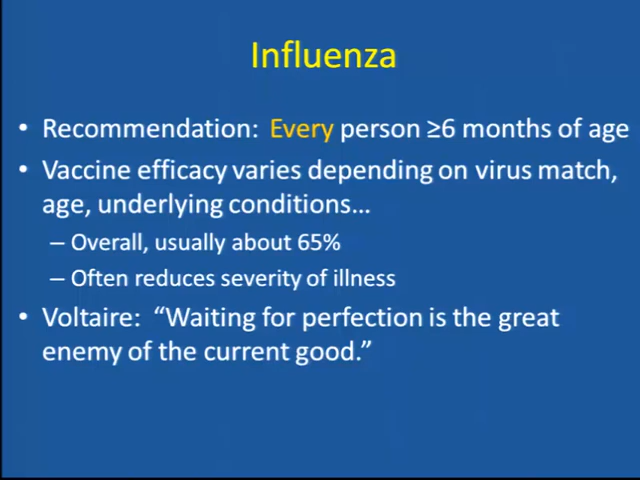 Influenza
• Recommendation: Every person ≥6 months of age
• Vaccine efficacy varies depending on virus match,
age, underlying conditions…
– Overall, usually about 65%
– Often reduces severity of illness
• Voltaire: “Waiting for perfection is the great
enemy of the current good.”